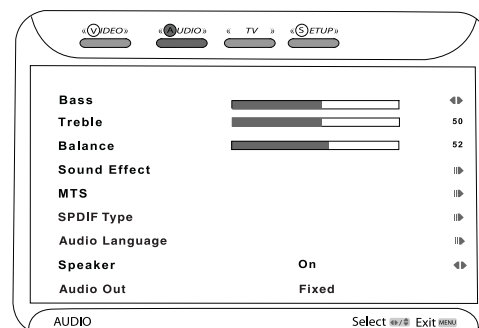 «VIDEO» «AUDIO» « TV » «SETUP»
Bass
Treble 50
Balance 52
Sound Effect
MTS
SPDIF Type
Audio Language
Speaker On
Audio Out Fixed
AUDIO Select / Exit MENU